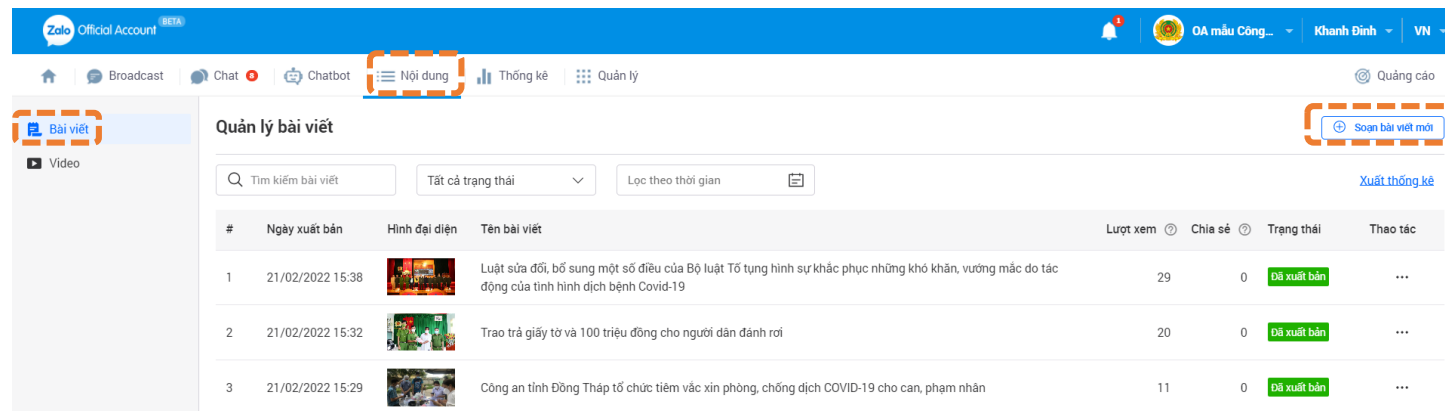 Zalo Official Account BETA 1 OA mẫu Công... Khanh Đinh VN
Broadcast Chat 8 Chatbot Nội dung Thống kê Quản lý Quảng cáo
Bài viết
Video
Quản lý bài viết Soạn bài viết mới
Tìm kiếm bài viết Tất cả trạng thái Lọc theo thời gian Xuất thống kê
# Ngày xuất bản Hình đại diện Tên bài viết Lượt xem ? Chia sẻ ? Trạng thái Thao tác
1 21/02/2022 15:38 Luật sửa đổi, bổ sung một số điều của Bộ luật Tố tụng hình sự khắc phục những khó khăn, vướng mắc do tác
động của tình hình dịch bệnh Covid-19 29 0 Đã xuất bản ...
2 21/02/2022 15:32 Trao trả giấy tờ và 100 triệu đồng cho người dân đánh rơi 20 0 Đã xuất bản ...
3 21/02/2022 15:29 Công an tỉnh Đồng Tháp tổ chức tiêm vắc xin phòng, chống dịch COVID-19 cho can, phạm nhân 11 0 Đã xuất bản ...